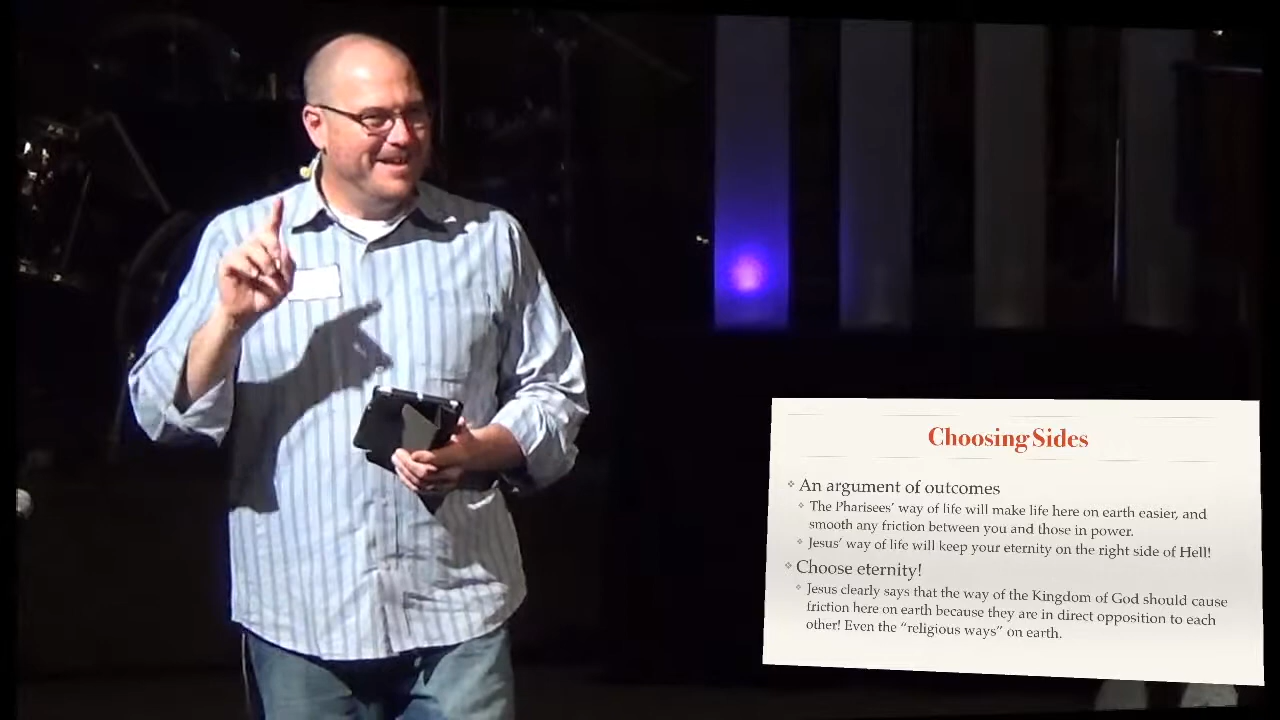 Choosing Sides
An argument of outcomes
The Pharisees’ way of life will make life here on earth easier, and
smooth any friction between you and those in power.
Jesus’ way of life will keep your eternity on the right side of Hell!
Choose eternity!
Jesus clearly says that the way of the Kingdom of God should cause
friction here on earth because they are in direct opposition to each
other! Even the “religious ways” on earth.